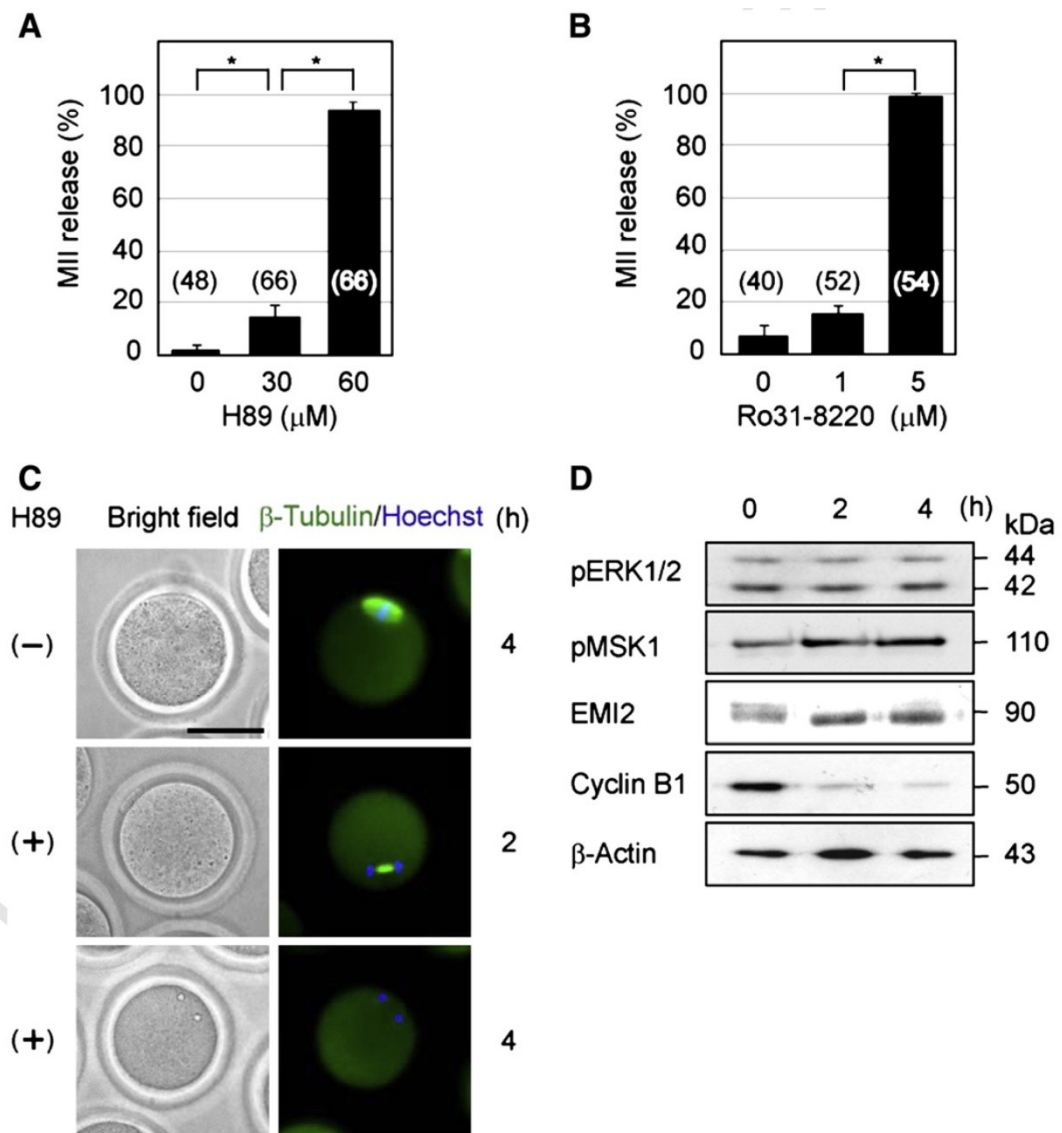 A
MII release (%)
100
80
60
40
20
0
(48) (66) (66)
* *
0 30 60
H89 (μM)
B
MII release (%)
100
80
60
40
20
0
(40) (52) (54)
*
0 1 5
Ro31-8220 (μM)
C
H89 Bright field β-Tubulin/Hoechst (h)
(−) 4
(+) 2
(+) 4
D
0 2 4 (h)
kDa
pERK1/2 44
42
pMSK1 110
EMI2 90
Cyclin B1 50
β-Actin 43